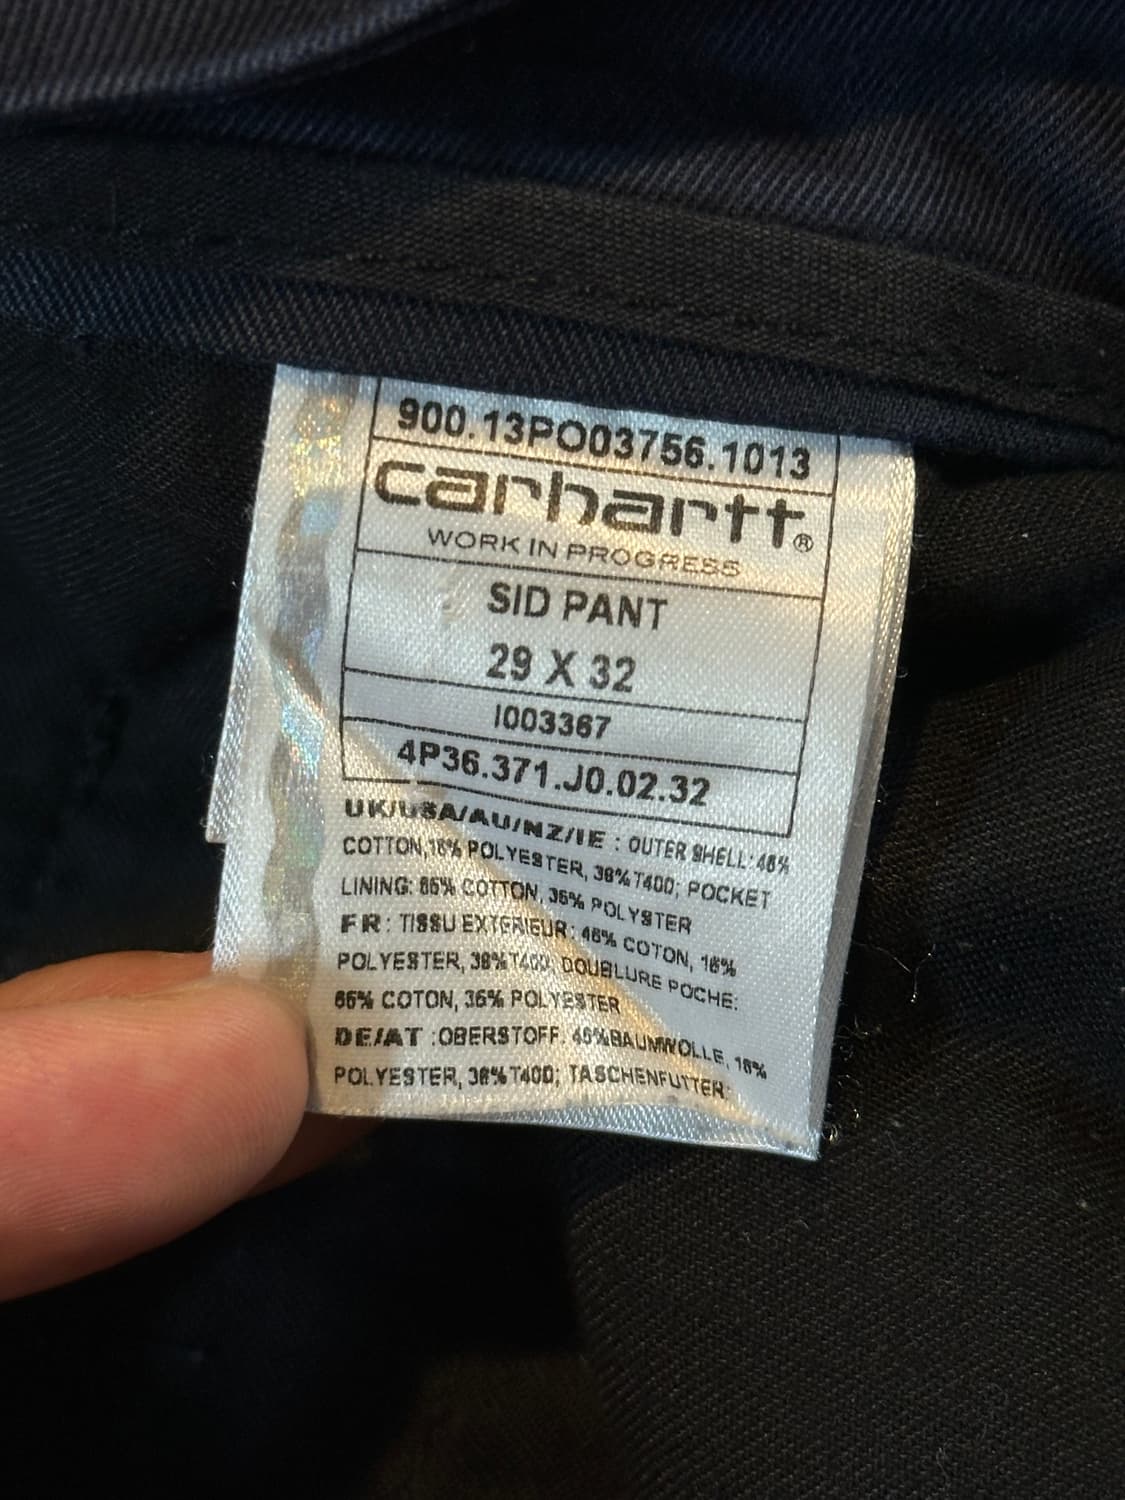 900.13PO03756.1013
carhartt®
WORK IN PROGRESS
SID PANT
29 X 32
I003367
4P36.371.J0.02.32
UK/USA/AU/NZ/IE : OUTER SHELL: 46%
COTTON, 16% POLYESTER, 38% T400; POCKET
LINING: 65% COTTON, 35% POLYSTER
FR: TISSU EXTERIEUR: 46% COTON, 16%
POLYESTER, 38% T400; DOUBLURE POCHE:
65% COTON, 35% POLYESTER
DE/AT :OBERSTOFF: 46%BAUMWOLLE, 16%
POLYESTER, 38% T400; TASCHENFUTTER: